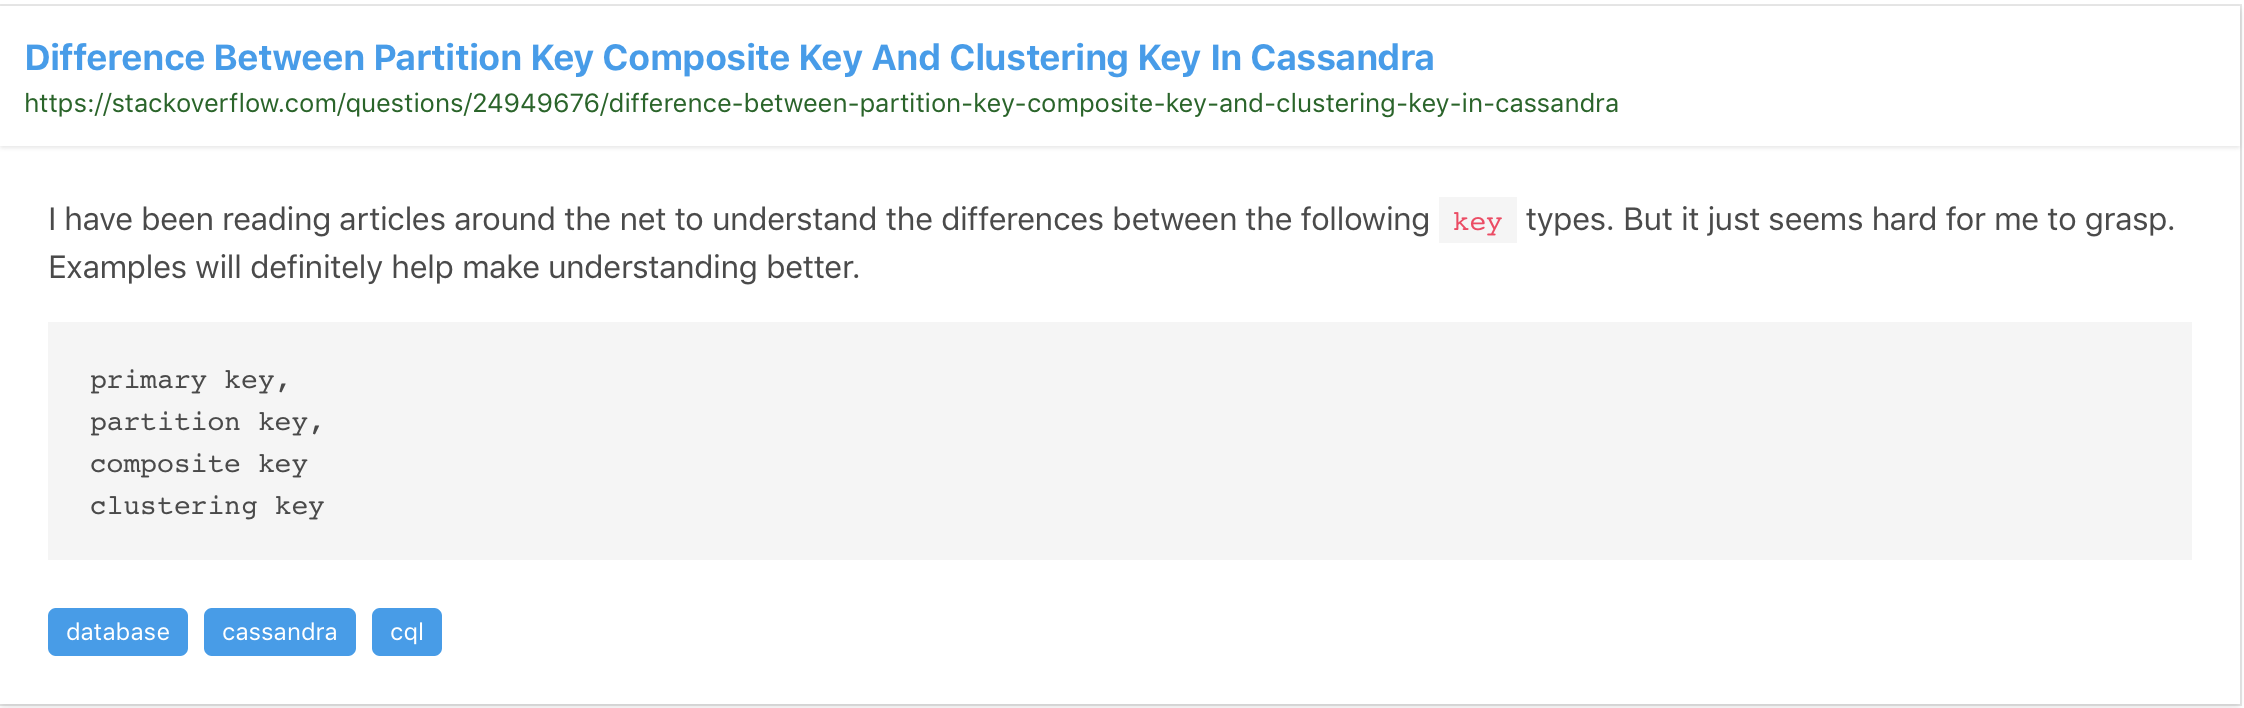 Difference Between Partition Key Composite Key And Clustering Key In Cassandra
https://stackoverflow.com/questions/24949676/difference-between-partition-key-composite-key-and-clustering-key-in-cassandra
I have been reading articles around the net to understand the differences between the following key types. But it just seems hard for me to grasp.
Examples will definitely help make understanding better.
primary key,
partition key,
composite key
clustering key
database cassandra cql